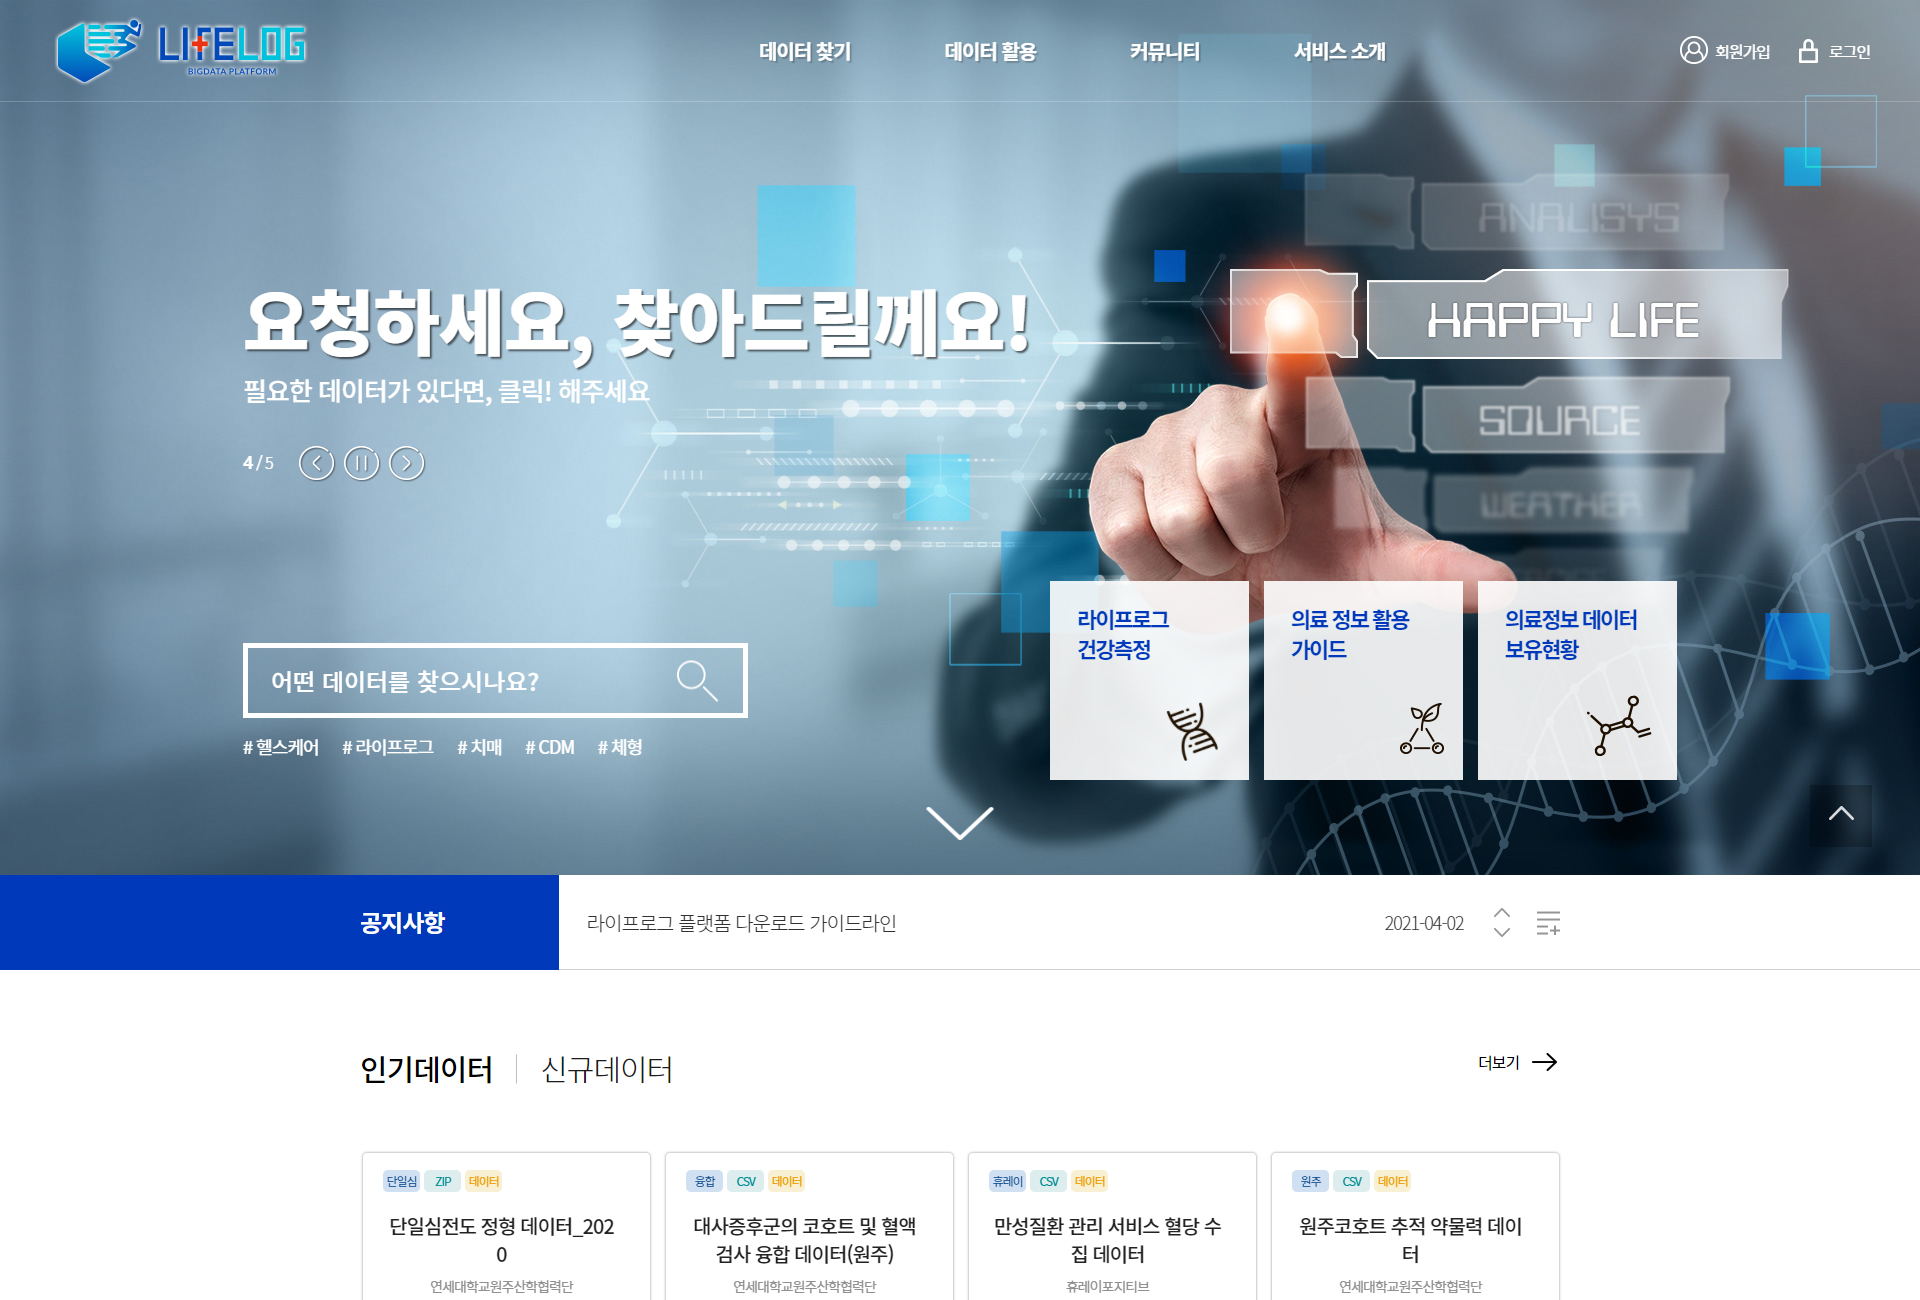 LIFELOG
BIGDATA PLATFORM
데이터 찾기
데이터 활용
커뮤니티
서비스 소개
회원가입
로그인
ANALISYS
요청하세요, 찾아드릴께요!
HAPPY LIFE
필요한 데이터가 있다면, 클릭! 해주세요
SOURCE
4 / 5
WEATHER
라이프로그
건강측정
의료 정보 활용
가이드
의료정보 데이터
보유현황
어떤 데이터를 찾으시나요?
# 헬스케어 # 라이프로그 # 치매 # CDM # 체형
공지사항
라이프로그 플랫폼 다운로드 가이드라인
2021-04-02
인기데이터
신규데이터
더보기
단일심 ZIP 데이터
단일심전도 정형 데이터_202
0
연세대학교원주산학협력단
융합 CSV 데이터
대사증후군의 코호트 및 혈액
검사 융합 데이터(원주)
연세대학교원주산학협력단
휴레이 CSV 데이터
만성질환 관리 서비스 혈당 수
집 데이터
휴레이포지티브
원주 CSV 데이터
원주코호트 추적 약물력 데이
터
연세대학교원주산학협력단